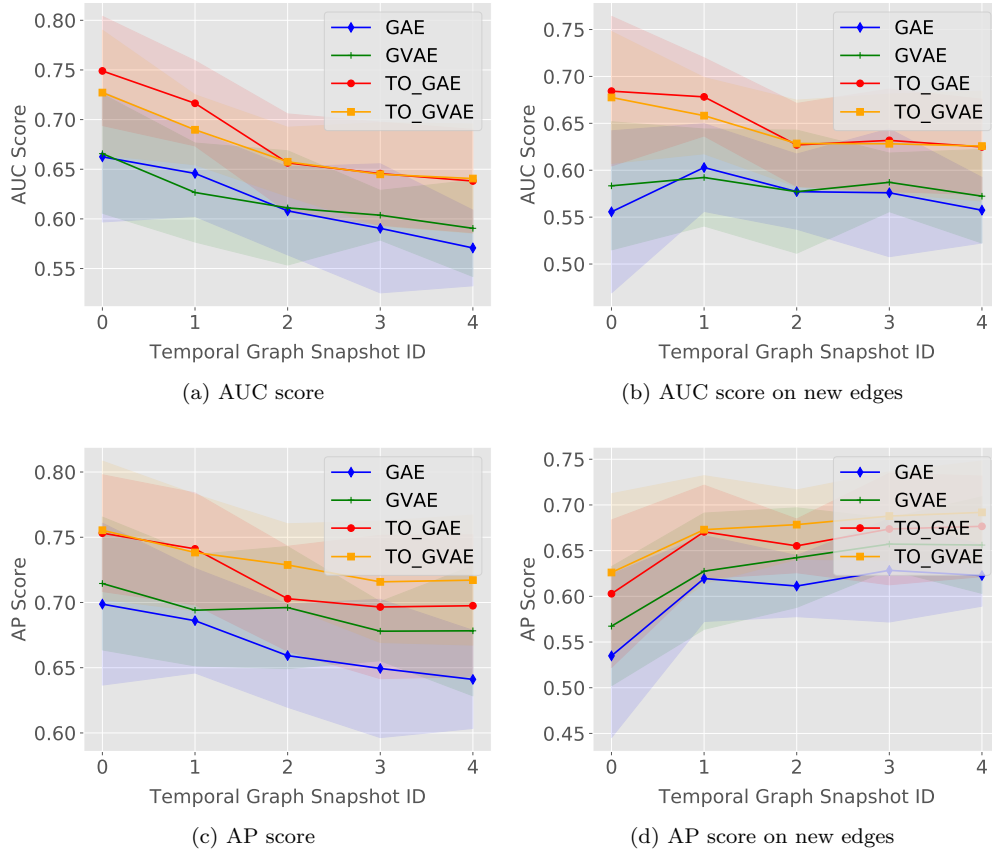 0.80
0.75
0.70
0.65
0.60
0.55
AUC Score
GAE
GVAE
TO_GAE
TO_GVAE
0 1 2 3 4
Temporal Graph Snapshot ID
(a) AUC score
0.75
0.70
0.65
0.60
0.55
0.50
AUC Score
GAE
GVAE
TO_GAE
TO_GVAE
0 1 2 3 4
Temporal Graph Snapshot ID
(b) AUC score on new edges
0.80
0.75
0.70
0.65
0.60
AP Score
GAE
GVAE
TO_GAE
TO_GVAE
0 1 2 3 4
Temporal Graph Snapshot ID
(c) AP score
0.75
0.70
0.65
0.60
0.55
0.50
0.45
AP Score
GAE
GVAE
TO_GAE
TO_GVAE
0 1 2 3 4
Temporal Graph Snapshot ID
(d) AP score on new edges